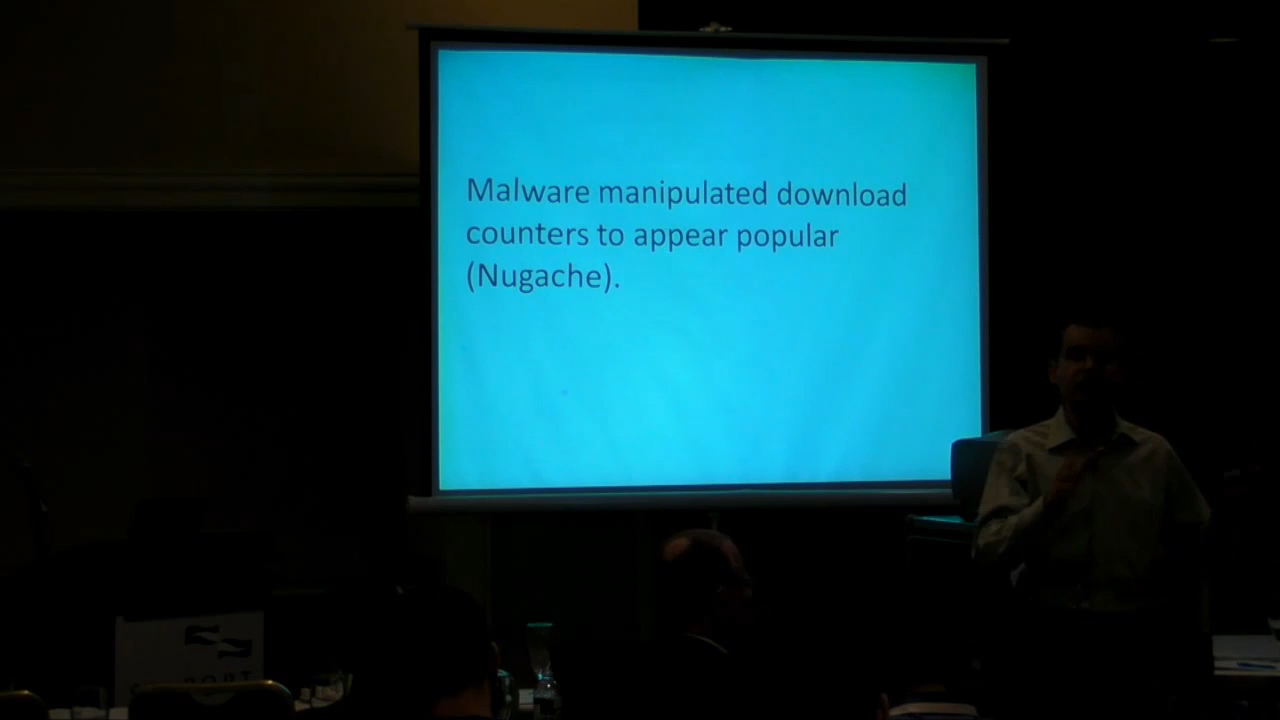 Malware manipulated download
counters to appear popular
(Nugache).